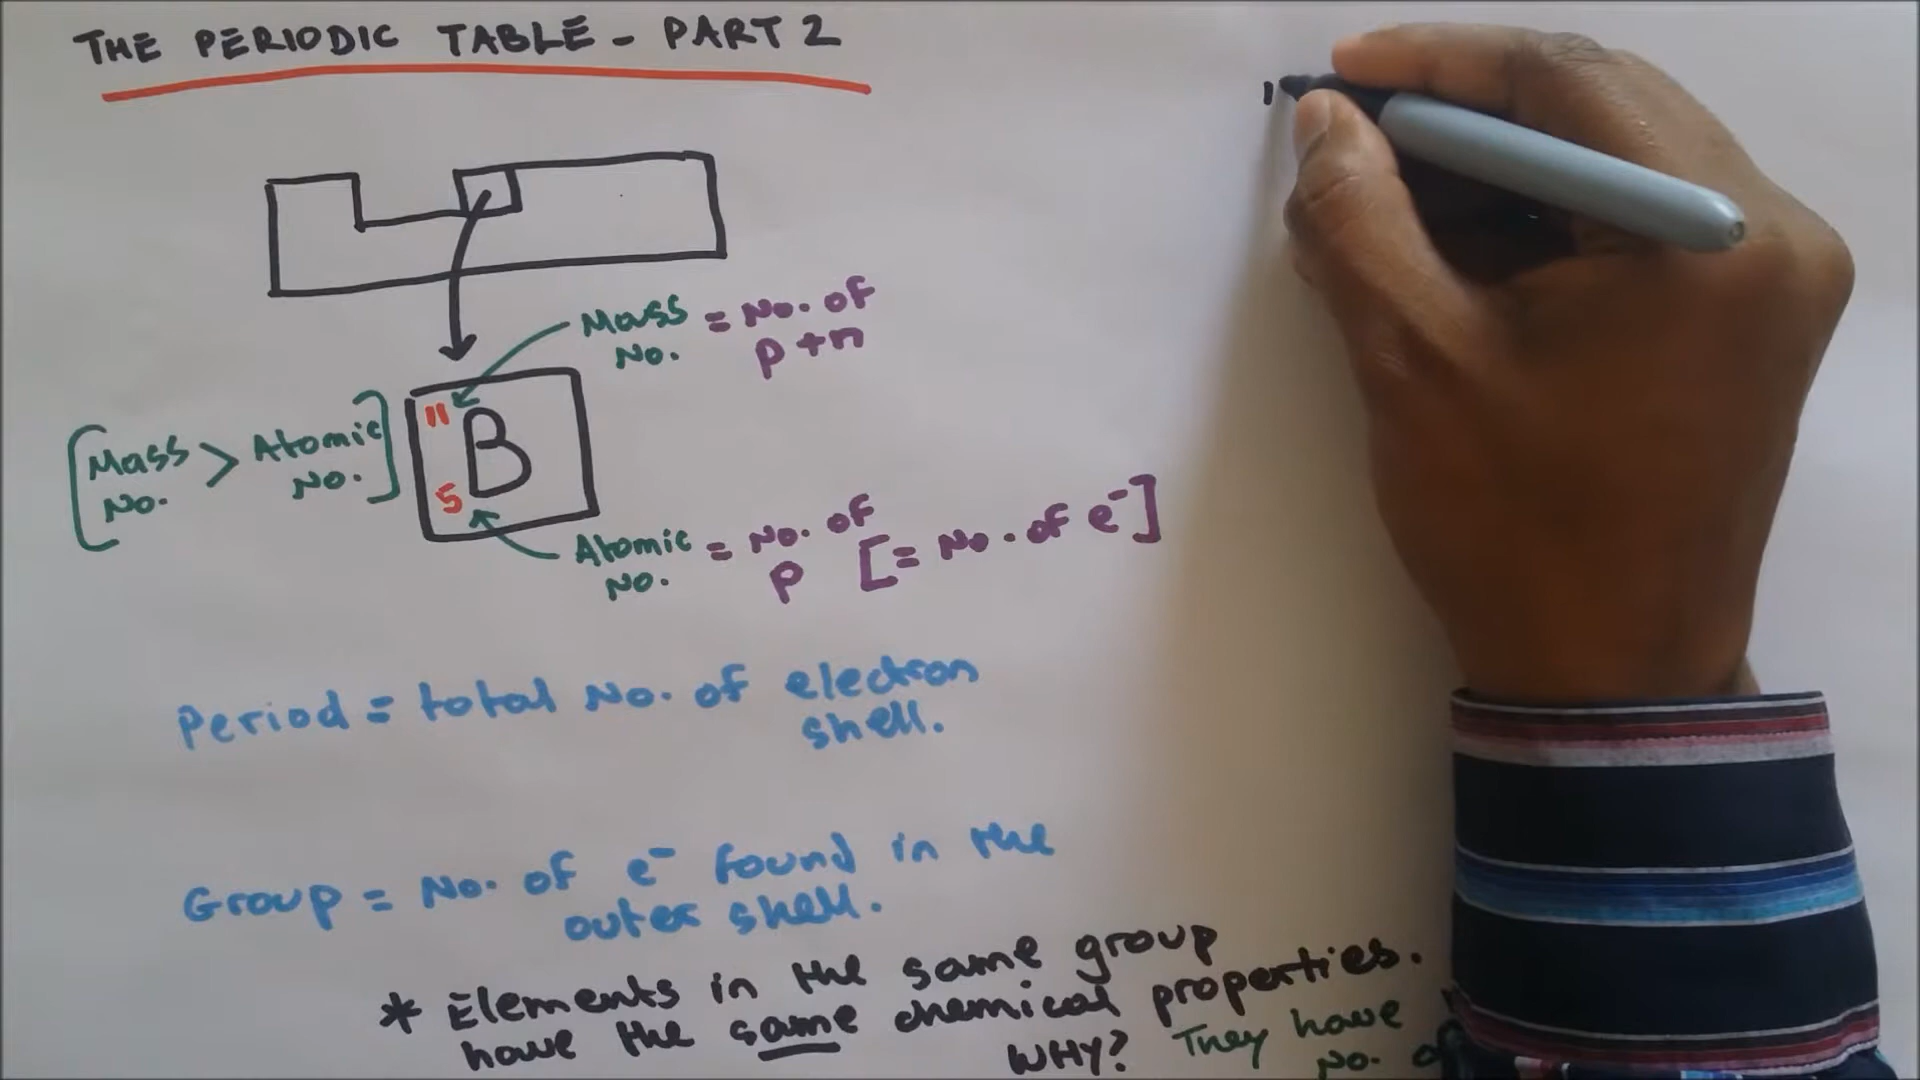 THE PERIODIC TABLE - PART 2
Mass = No. of
No. p + n
[Mass > Atomic]
No. No.
11
B
5
Atomic = No. of
No. p [= No. of e⁻]
Period = total No. of electron
shell.
Group = No. of e⁻ found in the
outer shell.
* Elements in the same group
have the same chemical properties.
WHY? They have
No.